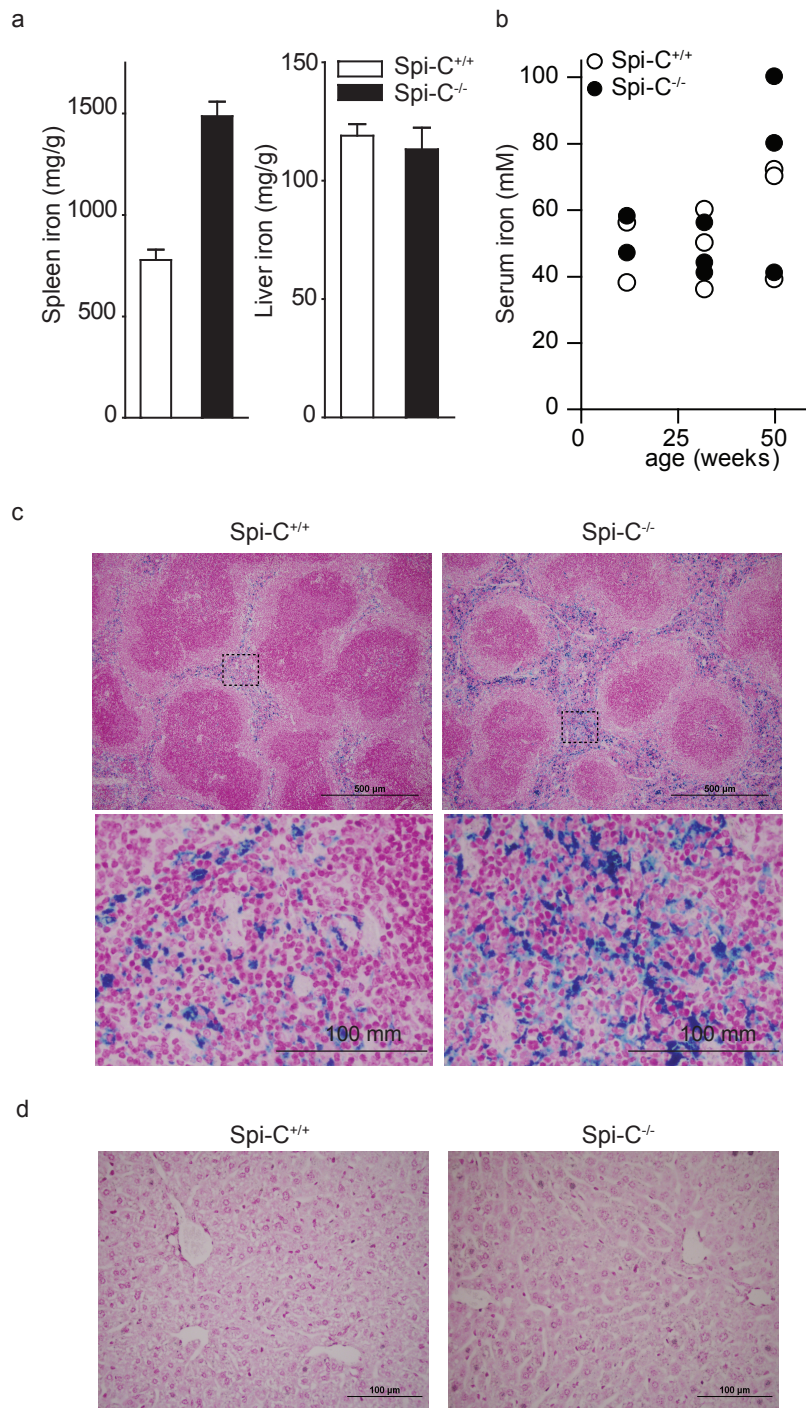 a
Spleen iron (mg/g)
1500
1000
500
0
Liver iron (mg/g)
150
100
50
0
Spi-C+/+
Spi-C-/-
b
Spi-C+/+
Spi-C-/-
Serum iron (mM)
100
80
60
40
20
0
0
25
50
age (weeks)
c
Spi-C+/+
Spi-C-/-
500 µm
500 µm
100 mm
100 mm
d
Spi-C+/+
Spi-C-/-
100 µm
100 µm